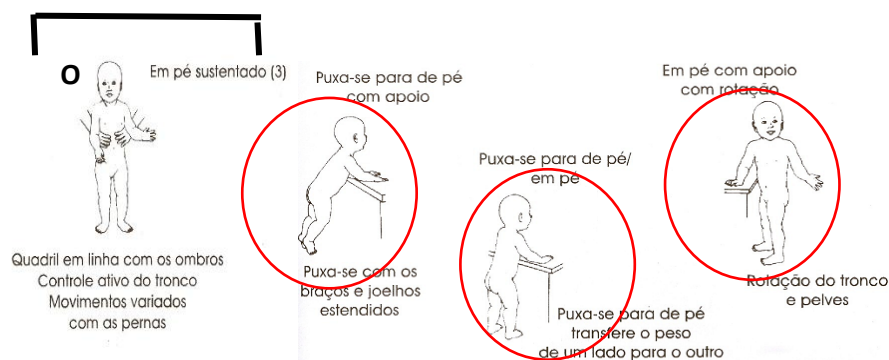 O
Em pé sustentado (3)
Quadril em linha com os ombros
Controle ativo do tronco
Movimentos variados
com as pernas
Puxa-se para de pé
com apoio
Puxa-se com os
braços e joelhos
estendidos
Puxa-se para de pé/
em pé
Puxa-se para de pé
transfere o peso
de um lado para o outro
Em pé com apoio
com rotação
Rotação do tronco
e pelves